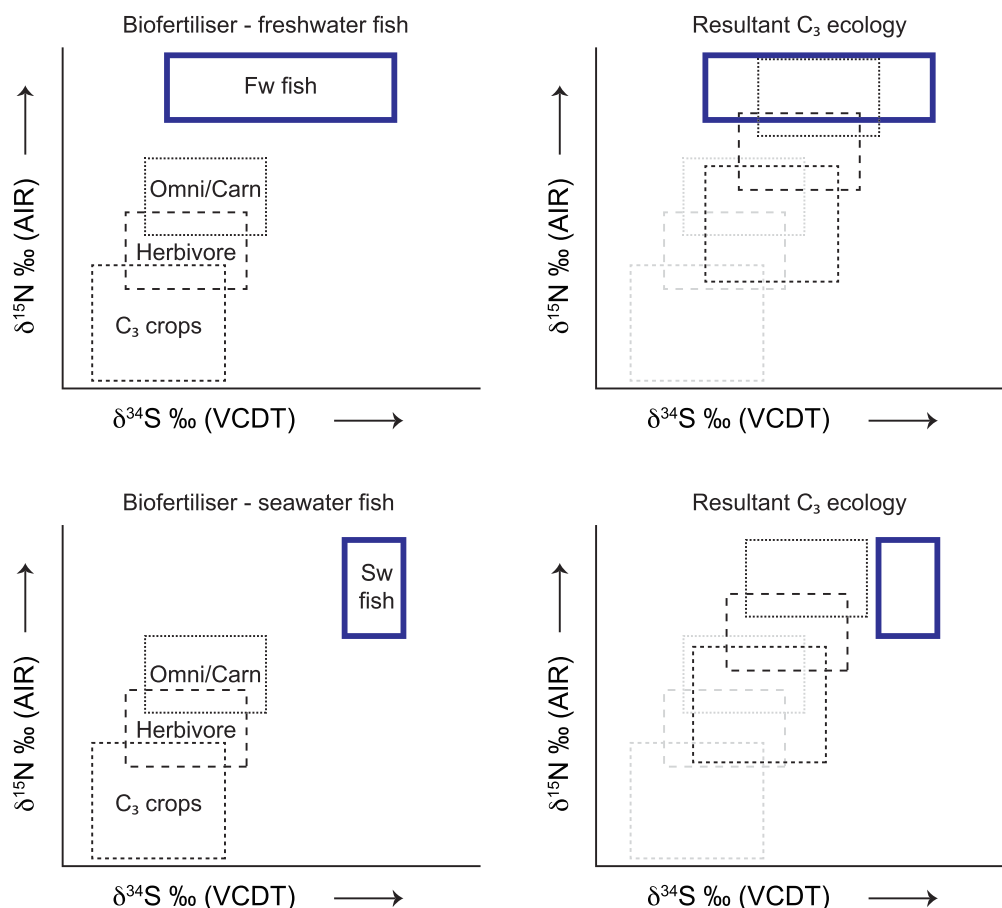 Biofertiliser - freshwater fish
Fw fish
Omni/Carn
Herbivore
C₃ crops
δ¹⁵N ‰ (AIR)
δ³⁴S ‰ (VCDT)
Resultant C₃ ecology
δ¹⁵N ‰ (AIR)
δ³⁴S ‰ (VCDT)
Biofertiliser - seawater fish
Sw
fish
Omni/Carn
Herbivore
C₃ crops
δ¹⁵N ‰ (AIR)
δ³⁴S ‰ (VCDT)
Resultant C₃ ecology
δ¹⁵N ‰ (AIR)
δ³⁴S ‰ (VCDT)